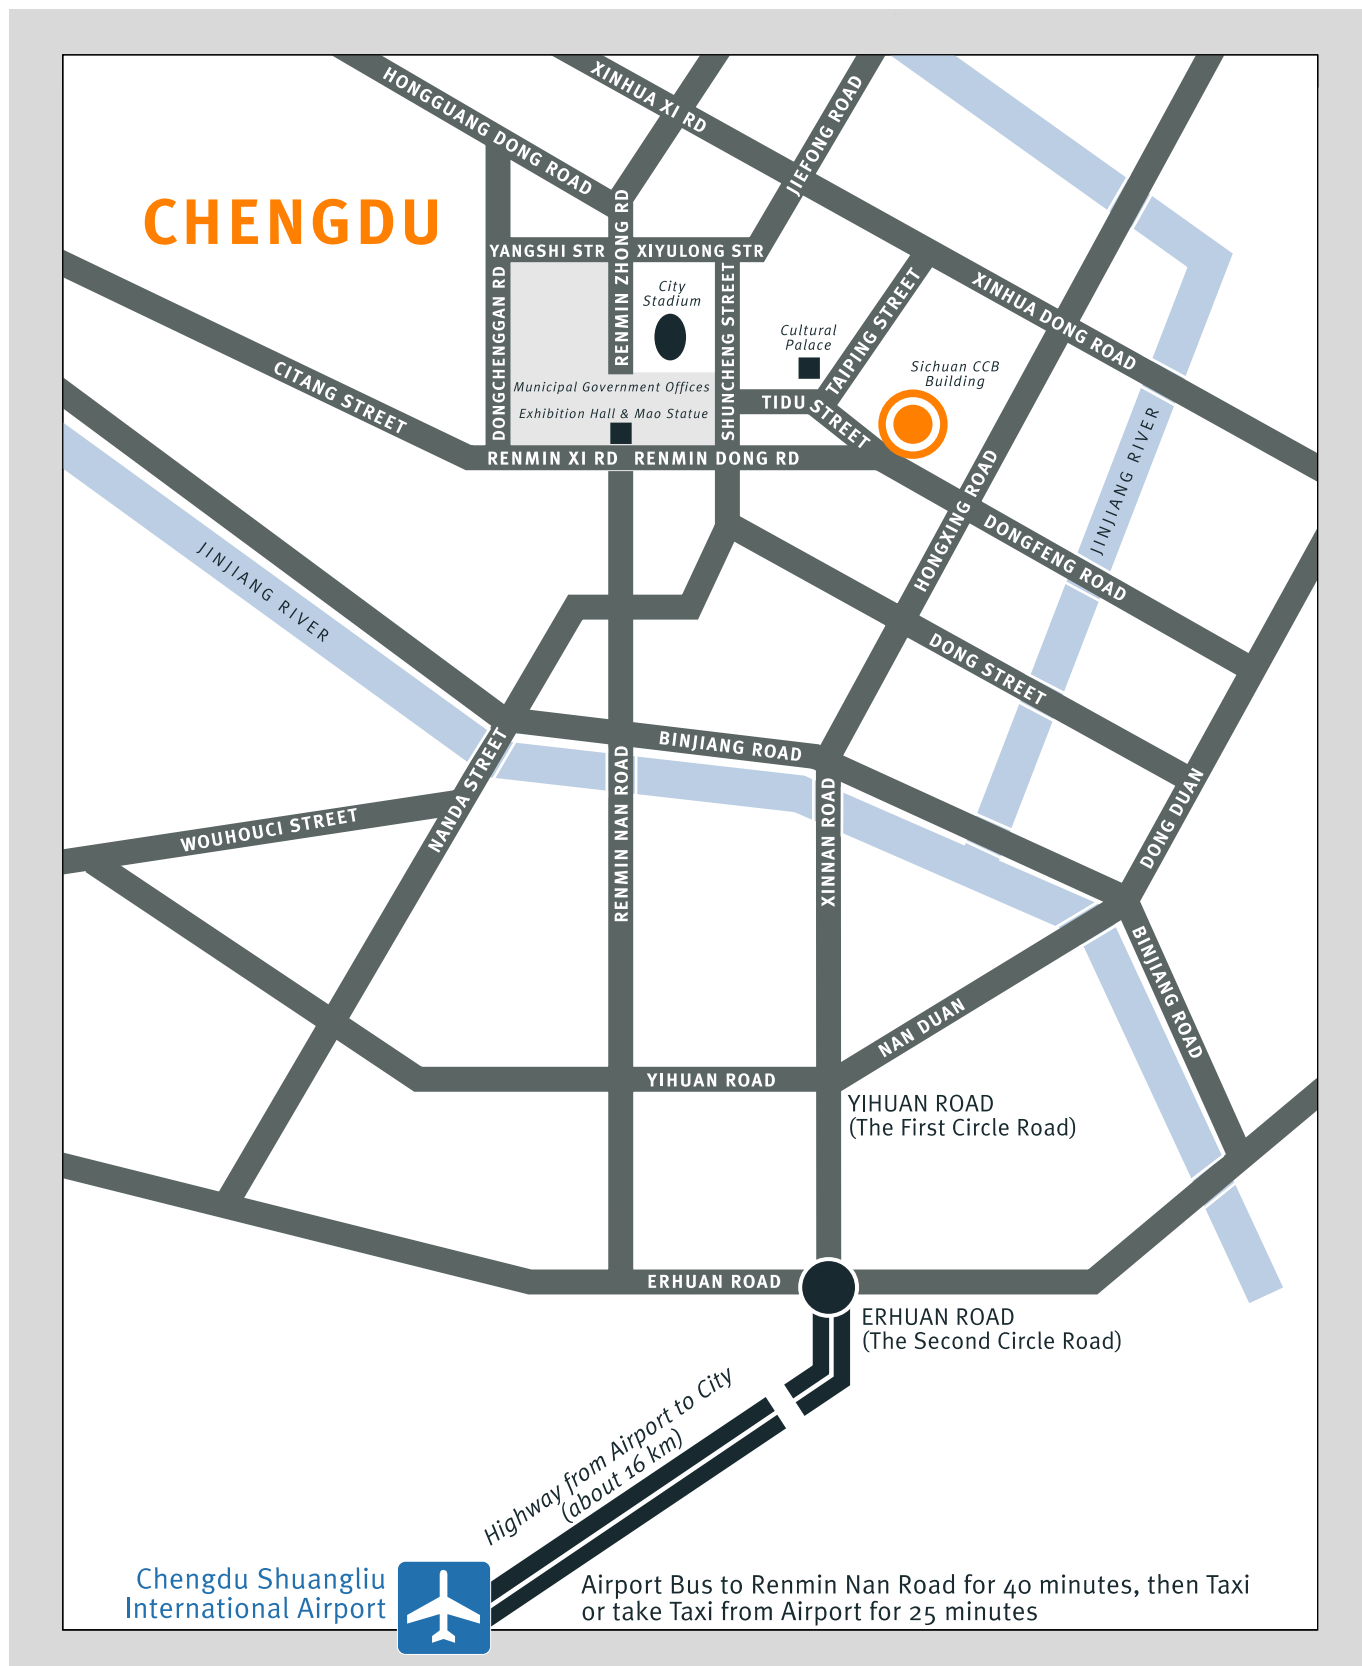 HONGGUANG DONG ROAD
XINHUA XI RD
JIEFONG ROAD
CHENGDU
YANGSHI STR
RENMIN ZHONG RD
XIYULONG STR
DONGCHENGGAN RD
City
Stadium
SHUNCHENG STREET
Cultural
Palace
TAIPING STREET
XINHUA DONG ROAD
Sichuan CCB
Building
CITANG STREET
Municipal Government Offices
Exhibition Hall & Mao Statue
TIDU STREET
RENMIN XI RD
RENMIN DONG RD
JINJIANG RIVER
HONGXING ROAD
DONGFENG ROAD
JINJIANG RIVER
DONG STREET
BINJIANG ROAD
NANDA STREET
WOUHOUCI STREET
RENMIN NAN ROAD
XINNAN ROAD
DONG DUAN
BINJIANG ROAD
NAN DUAN
YIHUAN ROAD
YIHUAN ROAD
(The First Circle Road)
ERHUAN ROAD
ERHUAN ROAD
(The Second Circle Road)
Highway from Airport to City
(about 16 km)
Chengdu Shuangliu
International Airport
Airport Bus to Renmin Nan Road for 40 minutes, then Taxi
or take Taxi from Airport for 25 minutes